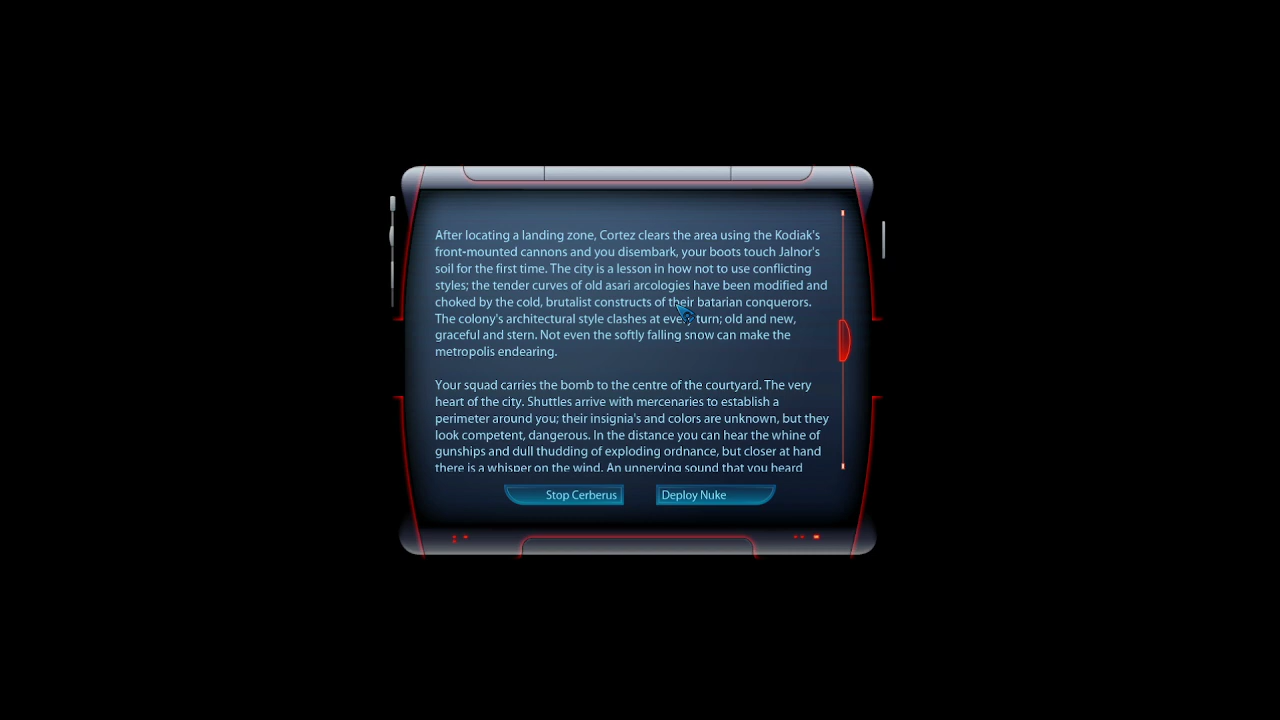 After locating a landing zone, Cortez clears the area using the Kodiak's
front-mounted cannons and you disembark, your boots touch Jalnor's
soil for the first time. The city is a lesson in how not to use conflicting
styles; the tender curves of old asari arcologies have been modified and
choked by the cold, brutalist constructs of their batarian conquerors.
The colony's architectural style clashes at every turn; old and new,
graceful and stern. Not even the softly falling snow can make the
metropolis endearing.
Your squad carries the bomb to the centre of the courtyard. The very
heart of the city. Shuttles arrive with mercenaries to establish a
perimeter around you; their insignia's and colors are unknown, but they
look competent, dangerous. In the distance you can hear the whine of
gunships and dull thudding of exploding ordnance, but closer at hand
there is a whisper on the wind. An unnerving sound that you heard
Stop Cerberus
Deploy Nuke